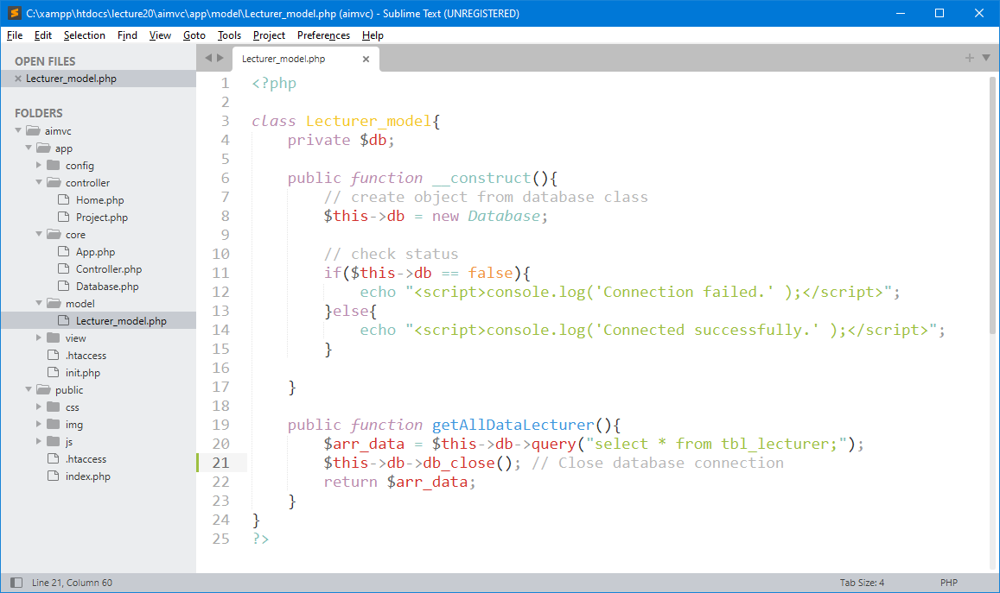 C:\xampp\htdocs\lecture20\aimvc\app\model\Lecturer_model.php (aimvc) - Sublime Text (UNREGISTERED)
File Edit Selection Find View Goto Tools Project Preferences Help
OPEN FILES
Lecturer_model.php
FOLDERS
aimvc
app
config
controller
Home.php
Project.php
core
App.php
Controller.php
Database.php
model
Lecturer_model.php
view
.htaccess
init.php
public
css
img
js
.htaccess
index.php
Lecturer_model.php
1 <?php
2
3 class Lecturer_model{
4     private $db;
5
6     public function __construct(){
7         // create object from database class
8         $this->db = new Database;
9
10         // check status
11         if($this->db == false){
12             echo "<script>console.log('Connection failed.' );</script>";
13         }else{
14             echo "<script>console.log('Connected successfully.' );</script>";
15         }
16
17     }
18
19     public function getAllDataLecturer(){
20         $arr_data = $this->db->query("select * from tbl_lecturer;");
21         $this->db->db_close(); // Close database connection
22         return $arr_data;
23     }
24 }
25 ?>
Line 21, Column 60
Tab Size: 4
PHP